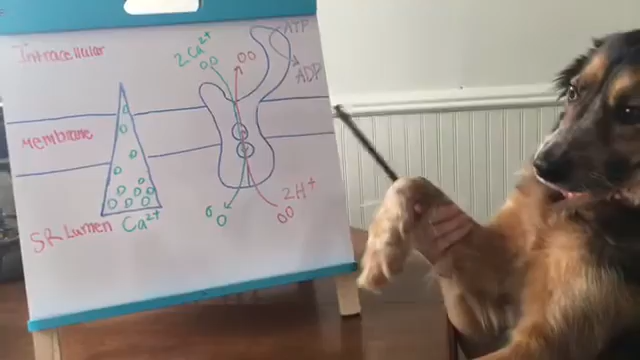 Intracellular
2Ca²⁺
ATP
ADP
Membrane
2H⁺
SR Lumen Ca²⁺